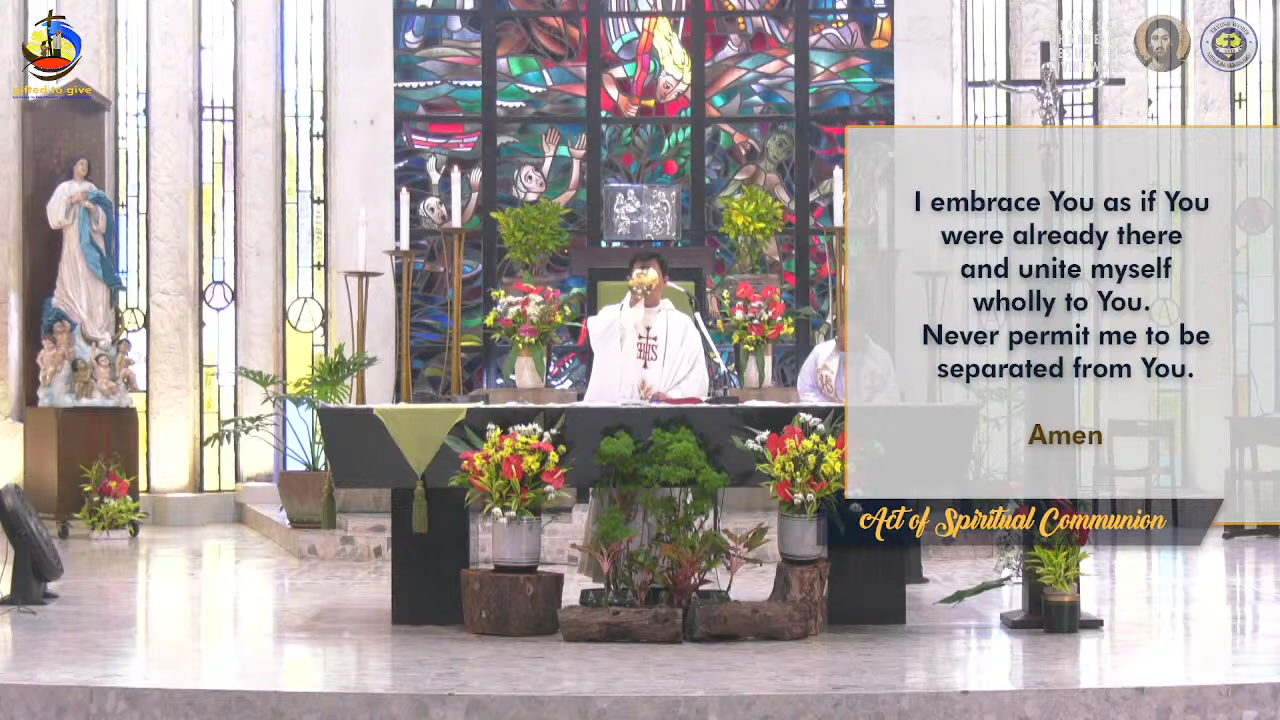 gifted to give
I embrace You as if You
were already there
and unite myself
wholly to You.
Never permit me to be
separated from You.
Amen
Act of Spiritual Communion
IHS